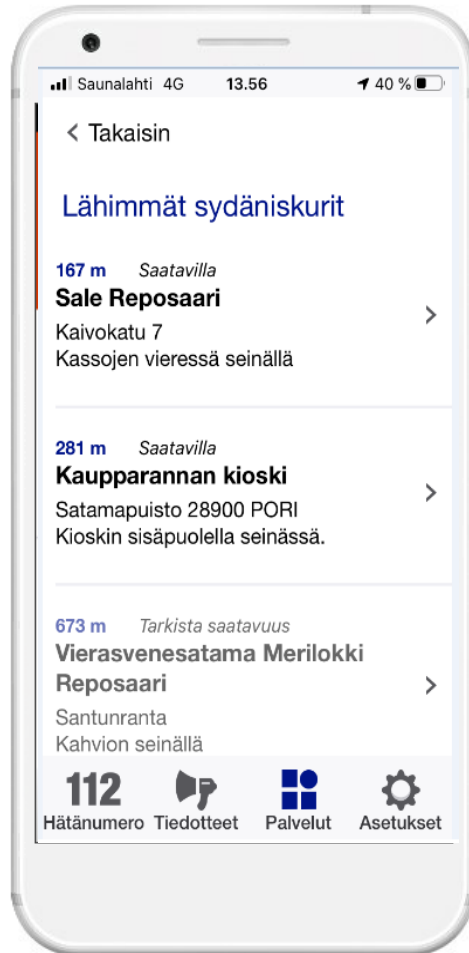 Saunalahti 4G 13.56 40 %
< Takaisin
Lähimmät sydäniskurit
167 m Saatavilla
Sale Reposaari
Kaivokatu 7
Kassojen vieressä seinällä
281 m Saatavilla
Kaupparannan kioski
Satamapuisto 28900 PORI
Kioskin sisäpuolella seinässä.
673 m Tarkista saatavuus
Vierasvenesatama Merilokki
Reposaari
Santunranta
Kahvion seinällä
112
Hätänumero Tiedotteet Palvelut Asetukset